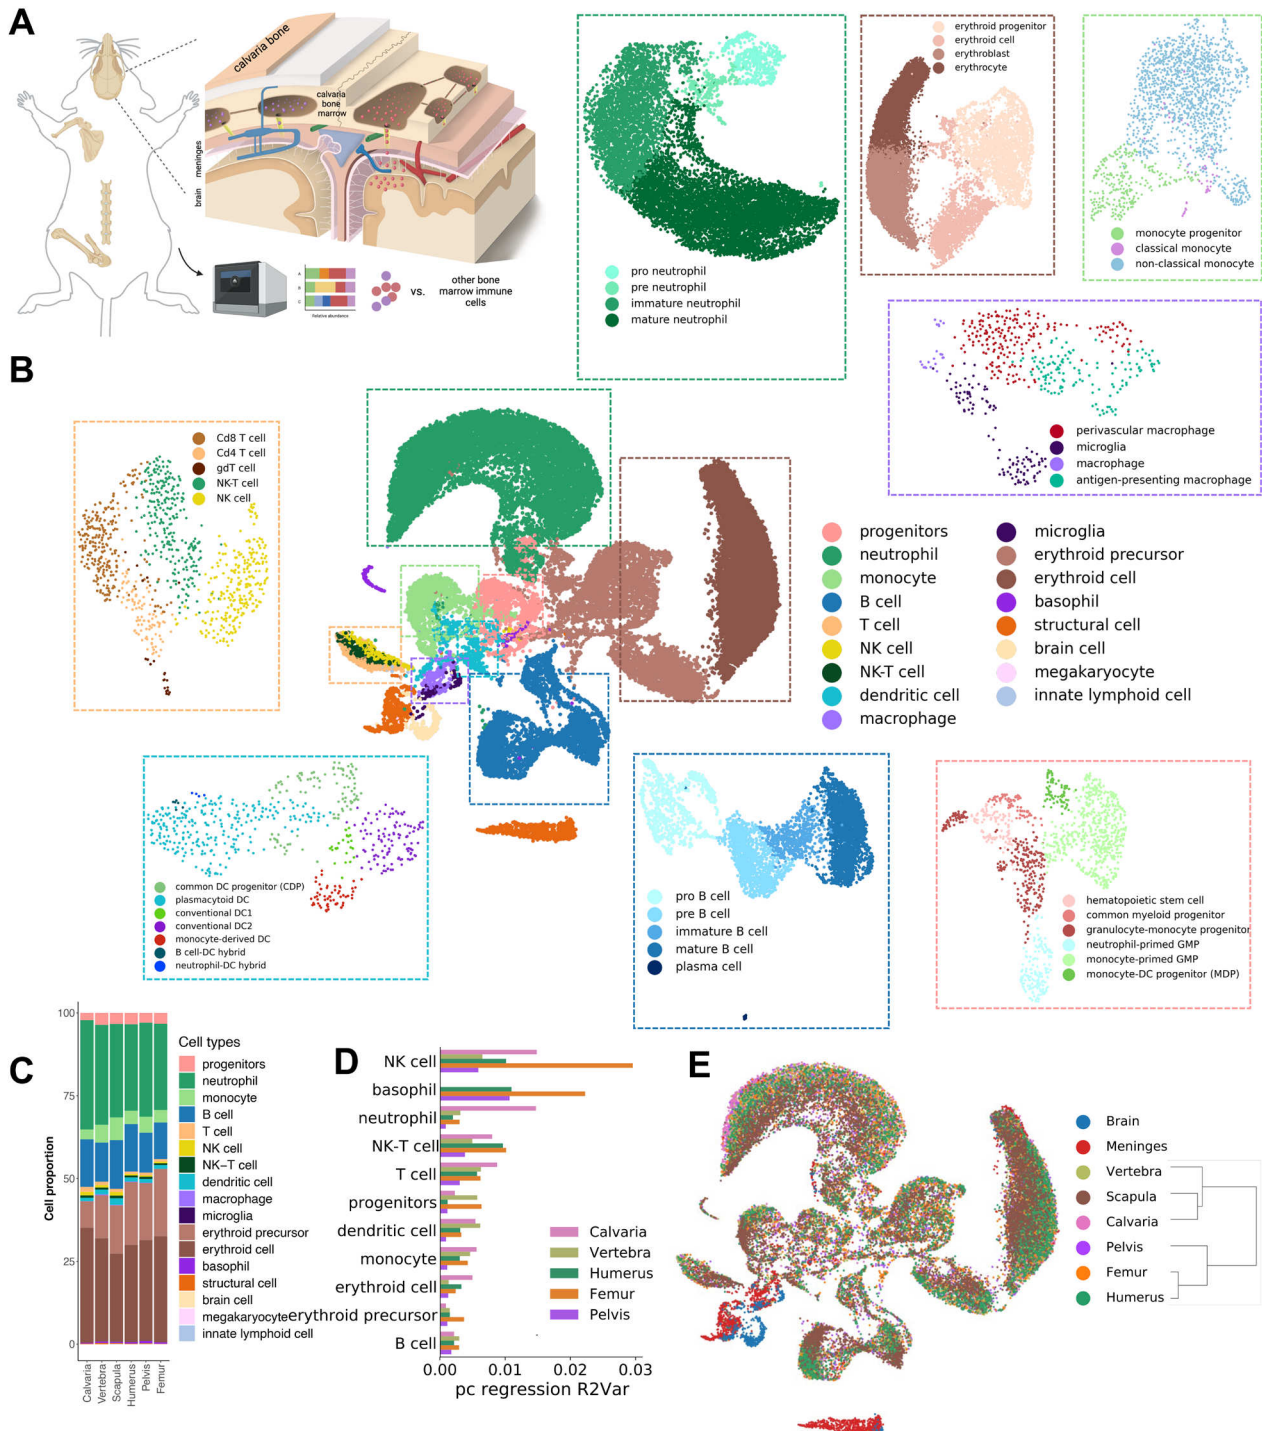 A
calvaria bone
calvaria
bone
marrow
meninges
brain
A
B
C
Relative abundance
vs.
other bone
marrow immune
cells
pro neutrophil
pre neutrophil
immature neutrophil
mature neutrophil
erythroid progenitor
erythroid cell
erythroblast
erythrocyte
monocyte progenitor
classical monocyte
non-classical monocyte
perivascular macrophage
microglia
macrophage
antigen-presenting macrophage
B
Cd8 T cell
Cd4 T cell
gdT cell
NK-T cell
NK cell
progenitors
neutrophil
monocyte
B cell
T cell
NK cell
NK-T cell
dendritic cell
macrophage
microglia
erythroid precursor
erythroid cell
basophil
structural cell
brain cell
megakaryocyte
innate lymphoid cell
common DC progenitor (CDP)
plasmacytoid DC
conventional DC1
conventional DC2
monocyte-derived DC
B cell-DC hybrid
neutrophil-DC hybrid
pro B cell
pre B cell
immature B cell
mature B cell
plasma cell
hematopoietic stem cell
common myeloid progenitor
granulocyte-monocyte progenitor
neutrophil-primed GMP
monocyte-primed GMP
monocyte-DC progenitor (MDP)
C
Cell proportion
100
75
50
25
0
Calvaria
Vertebra
Scapula
Humerus
Pelvis
Femur
Cell types
progenitors
neutrophil
monocyte
B cell
T cell
NK cell
NK−T cell
dendritic cell
macrophage
microglia
erythroid precursor
erythroid cell
basophil
structural cell
brain cell
megakaryocyte
innate lymphoid cell
D
NK cell
basophil
neutrophil
NK-T cell
T cell
progenitors
dendritic cell
monocyte
erythroid cell
erythroid precursor
B cell
Calvaria
Vertebra
Humerus
Femur
Pelvis
0.00
0.01
0.02
0.03
pc regression R2Var
E
Brain
Meninges
Vertebra
Scapula
Calvaria
Pelvis
Femur
Humerus